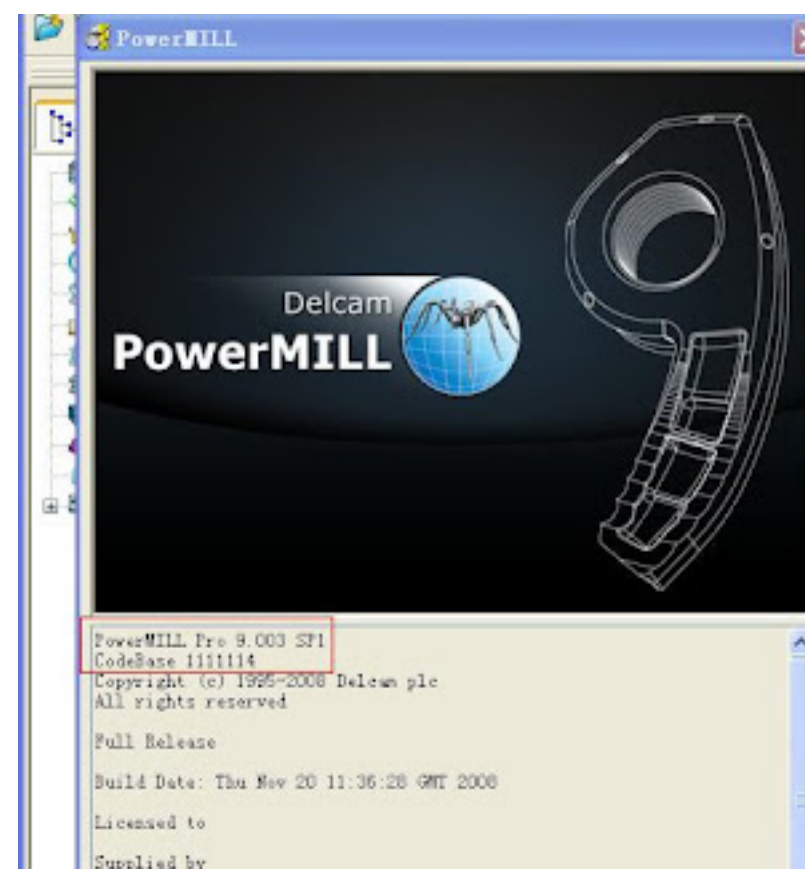 PowerMILL
Delcam
PowerMILL
PowerMILL Pro 9.003 SP1
CodeBase 1111114
Copyright (c) 1995-2008 Delcam plc
All rights reserved
Full Release
Build Date: Thu Nov 20 11:36:28 GMT 2008
Licensed to
Supplied by